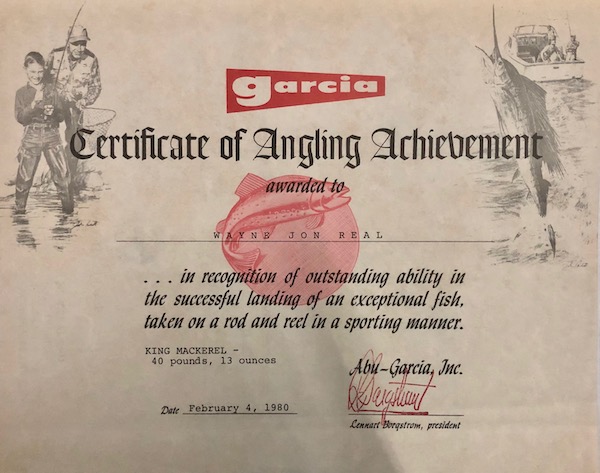 garcia
Certificate of Angling Achievement
awarded to
WAYNE JON REAL
. . . in recognition of outstanding ability in
the successful landing of an exceptional fish,
taken on a rod and reel in a sporting manner.
KING MACKEREL -
40 pounds, 13 ounces
Abu-Garcia, Inc.
Date February 4, 1980
Lennart Borgstrom, president